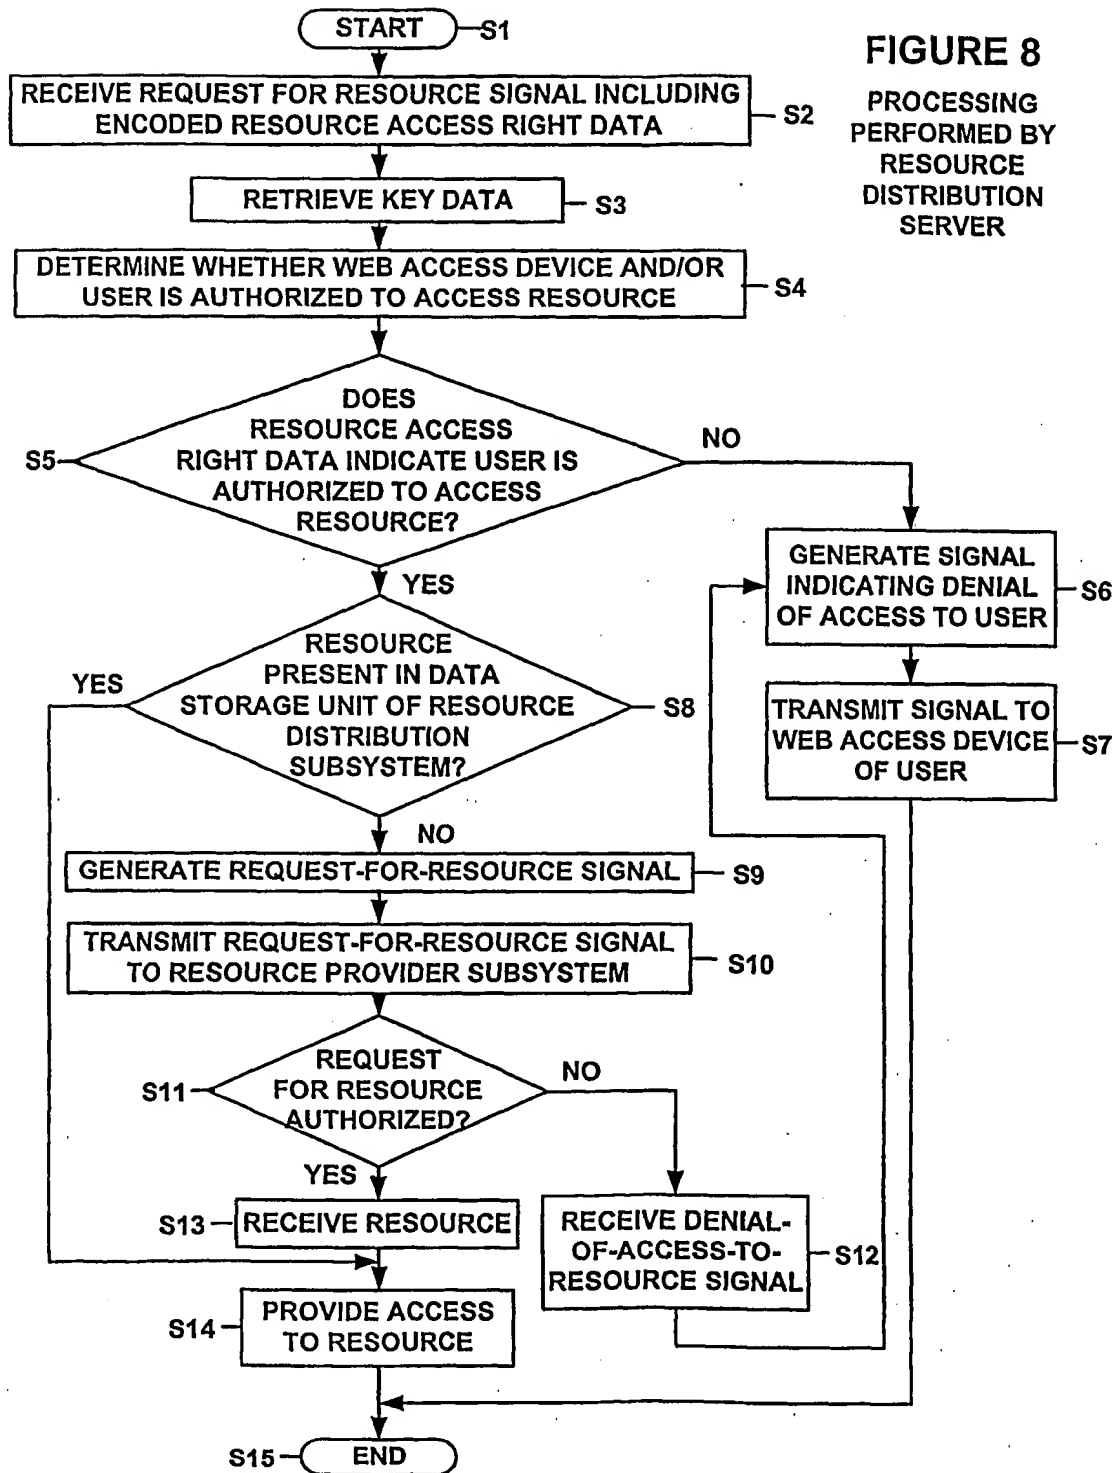 START
S1
FIGURE 8
PROCESSING
PERFORMED BY
RESOURCE
DISTRIBUTION
SERVER
RECEIVE REQUEST FOR RESOURCE SIGNAL INCLUDING
ENCODED RESOURCE ACCESS RIGHT DATA
S2
RETRIEVE KEY DATA
S3
DETERMINE WHETHER WEB ACCESS DEVICE AND/OR
USER IS AUTHORIZED TO ACCESS RESOURCE
S4
DOES
RESOURCE ACCESS
RIGHT DATA INDICATE USER IS
AUTHORIZED TO ACCESS
RESOURCE?
S5
NO
YES
GENERATE SIGNAL
INDICATING DENIAL
OF ACCESS TO USER
S6
TRANSMIT SIGNAL TO
WEB ACCESS DEVICE
OF USER
S7
RESOURCE
PRESENT IN DATA
STORAGE UNIT OF RESOURCE
DISTRIBUTION
SUBSYSTEM?
S8
YES
NO
GENERATE REQUEST-FOR-RESOURCE SIGNAL
S9
TRANSMIT REQUEST-FOR-RESOURCE SIGNAL
TO RESOURCE PROVIDER SUBSYSTEM
S10
REQUEST
FOR RESOURCE
AUTHORIZED?
S11
NO
YES
RECEIVE RESOURCE
S13
RECEIVE DENIAL-
OF-ACCESS-TO-
RESOURCE SIGNAL
S12
PROVIDE ACCESS
TO RESOURCE
S14
END
S15